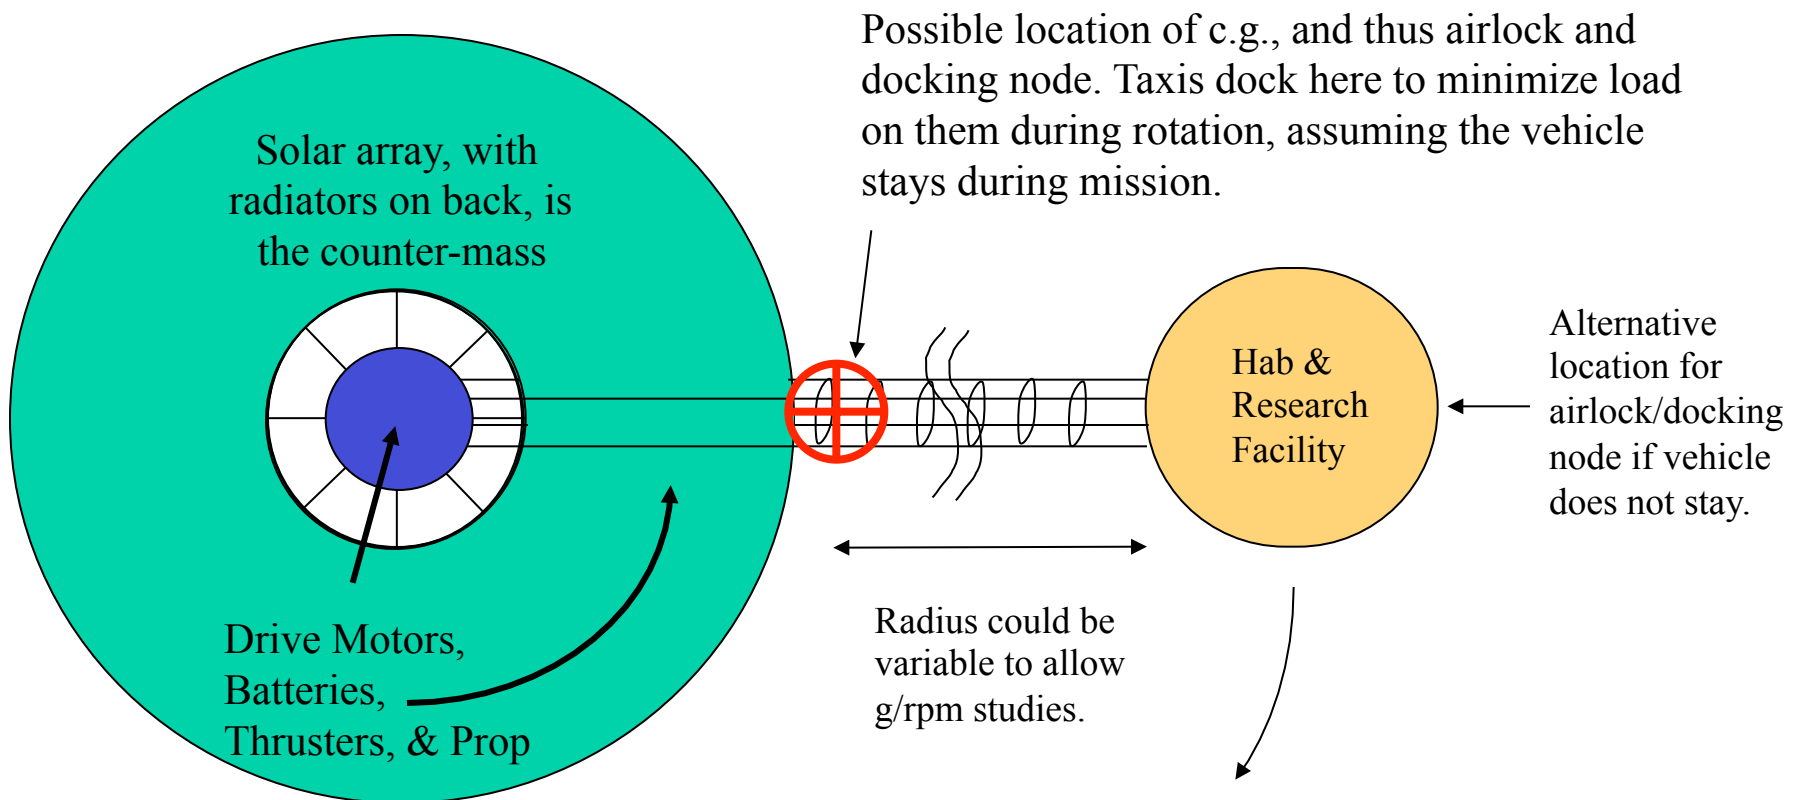 Possible location of c.g., and thus airlock and
docking node. Taxis dock here to minimize load
on them during rotation, assuming the vehicle
stays during mission.
Solar array, with
radiators on back, is
the counter-mass
Hab &
Research
Facility
Alternative
location for
airlock/docking
node if vehicle
does not stay.
Drive Motors,
Batteries,
Thrusters, & Prop
Radius could be
variable to allow
g/rpm studies.